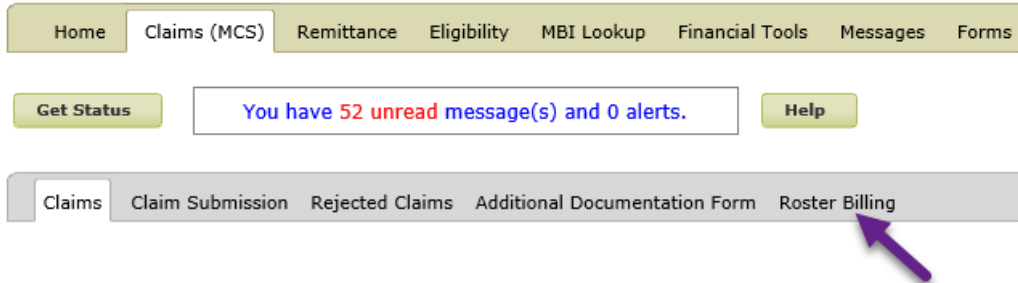 Home Claims (MCS) Remittance Eligibility MBI Lookup Financial Tools Messages Forms
Get Status You have 52 unread message(s) and 0 alerts. Help
Claims Claim Submission Rejected Claims Additional Documentation Form Roster Billing